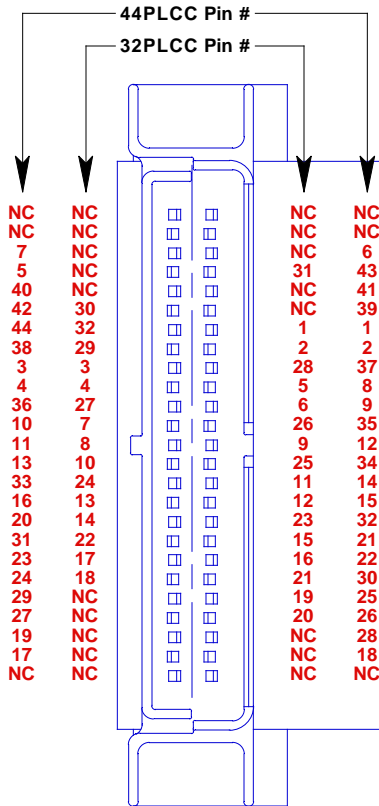 44PLCC Pin #
32PLCC Pin #
NC NC NC NC
NC NC NC NC
7 NC NC 6
5 NC 31 43
40 NC NC 41
42 30 NC 39
44 32 1 1
38 29 2 2
3 3 28 37
4 4 5 8
36 27 6 9
10 7 26 35
11 8 9 12
13 10 25 34
33 24 11 14
16 13 12 15
20 14 23 32
31 22 15 21
23 17 16 22
24 18 21 30
29 NC 19 25
27 NC 20 26
19 NC NC 28
17 NC NC 18
NC NC NC NC